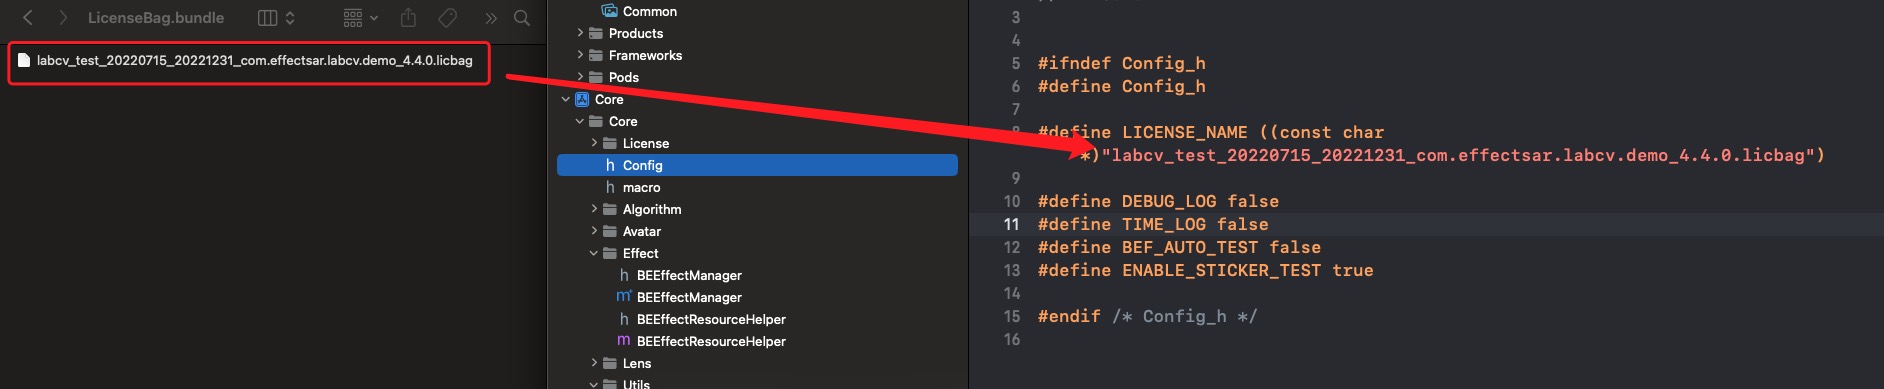 LicenseBag.bundle
labcv_test_20220715_20221231_com.effectsar.labcv.demo_4.4.0.licbag
Common
Products
Frameworks
Pods
Core
Core
License
h Config
h macro
Algorithm
Avatar
Effect
h BEEffectManager
m BEEffectManager
h BEEffectResourceHelper
m BEEffectResourceHelper
Lens
Utils
3
4
5 #ifndef Config_h
6 #define Config_h
7
8 #define LICENSE_NAME ((const char
*)"labcv_test_20220715_20221231_com.effectsar.labcv.demo_4.4.0.licbag")
9
10 #define DEBUG_LOG false
11 #define TIME_LOG false
12 #define BEF_AUTO_TEST false
13 #define ENABLE_STICKER_TEST true
14
15 #endif /* Config_h */
16